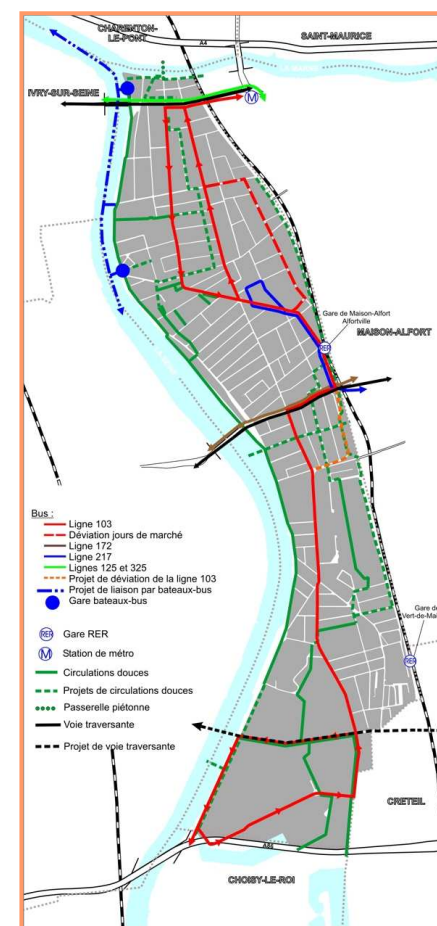 CHARENTON-
LE-PONT
SAINT-MAURICE
A4
IVRY-SUR-SEINE
M
Gare de Maison-Alfort
Alfortville
RER
MAISON-ALFORT
Bus :
Ligne 103
Déviation jours de marché
Ligne 172
Ligne 217
Lignes 125 et 325
Projet de déviation de la ligne 103
Projet de liaison par bateaux-bus
Gare bateaux-bus
RER Gare RER
M Station de métro
Circulations douces
Projets de circulations douces
Passerelle piétonne
Voie traversante
Projet de voie traversante
Gare de
Vert-de-Mai
RER
CRETEIL
A86
CHOISY-LE-ROI